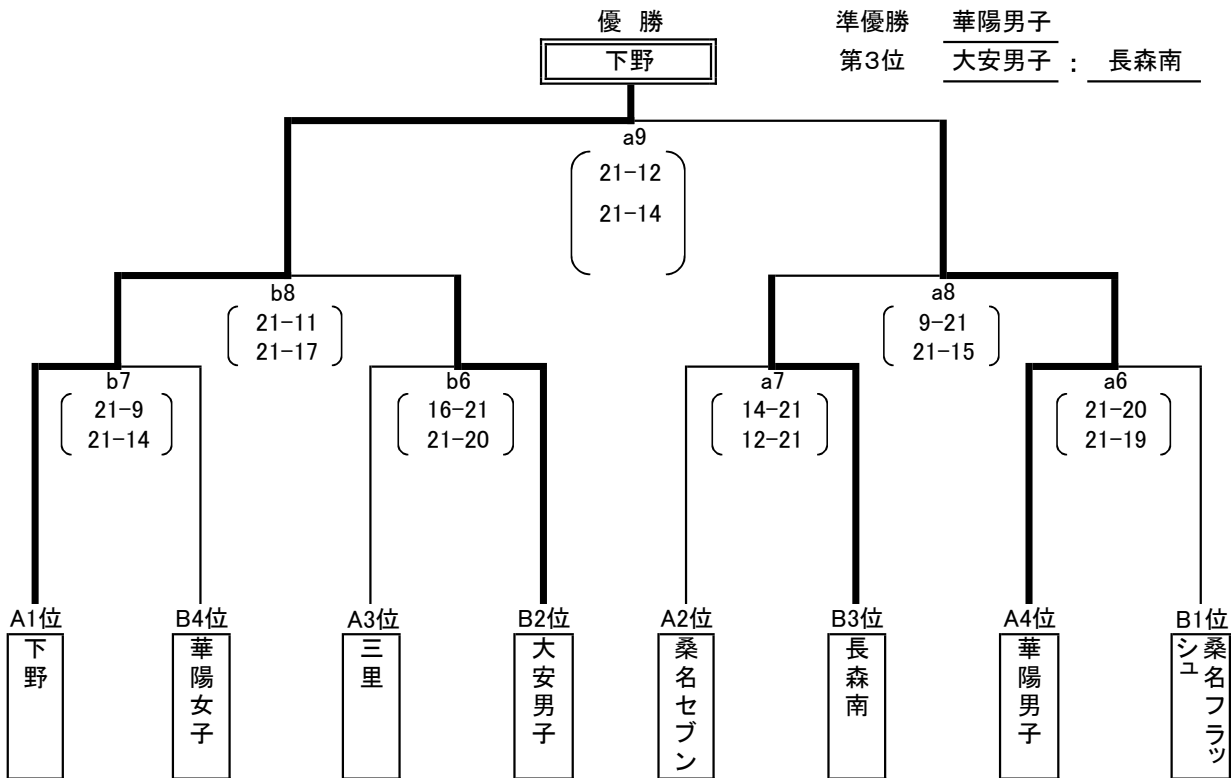 優 勝
準優勝 華陽男子
下野
第3位 大安男子 : 長森南
a9
21-12
21-14
b8
21-11
21-17
a8
9-21
21-15
b7
21-9
21-14
b6
16-21
21-20
a7
14-21
12-21
a6
21-20
21-19
A1位
B4位
A3位
B2位
A2位
B3位
A4位
B1位
下野
華陽女子
三里
大安男子
桑名セブン
長森南
華陽男子
桑名フラッ
シュ